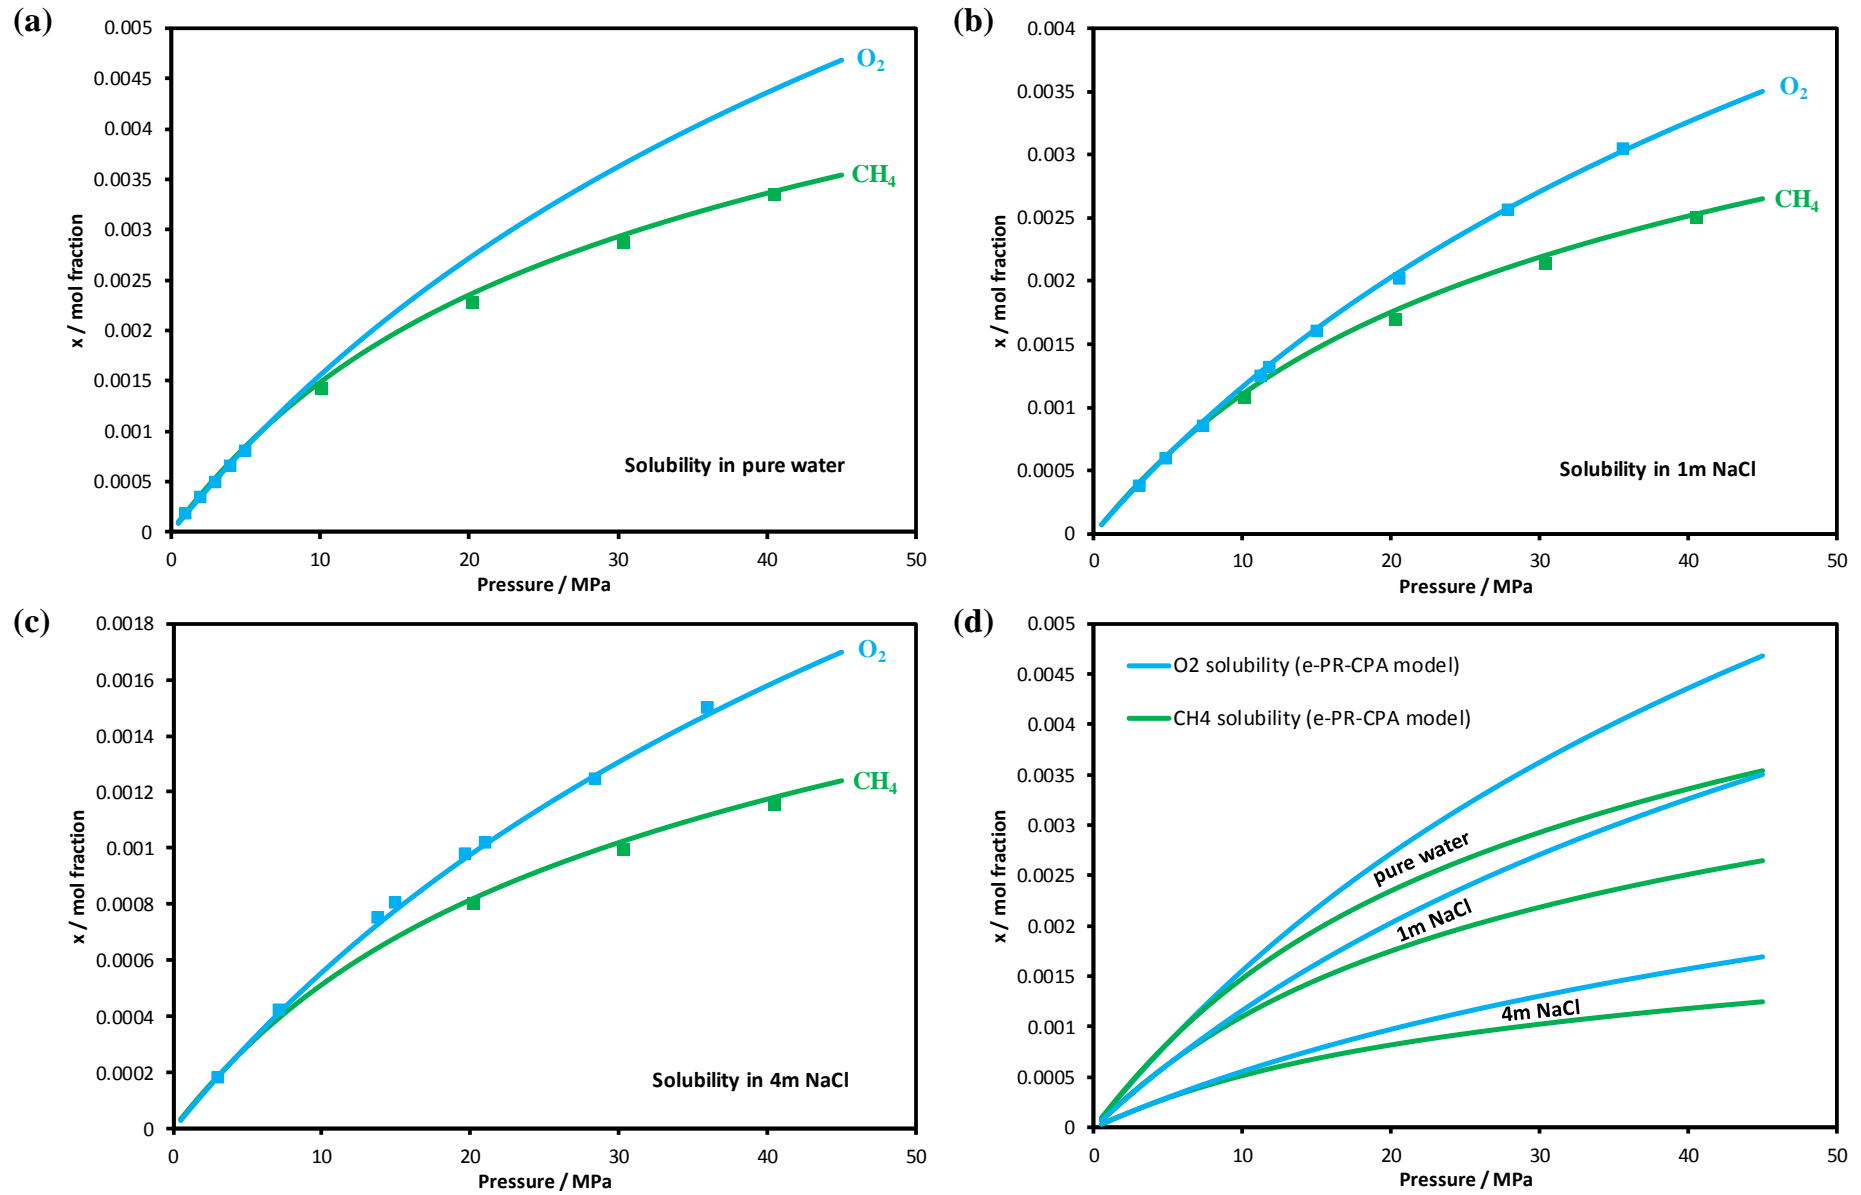 (a)
0.005
0.0045
0.004
0.0035
0.003
0.0025
0.002
0.0015
0.001
0.0005
0
x / mol fraction
O₂
CH₄
Solubility in pure water
0 10 20 30 40 50
Pressure / MPa
(b)
0.004
0.0035
0.003
0.0025
0.002
0.0015
0.001
0.0005
0
x / mol fraction
O₂
CH₄
Solubility in 1m NaCl
0 10 20 30 40 50
Pressure / MPa
(c)
0.0018
0.0016
0.0014
0.0012
0.001
0.0008
0.0006
0.0004
0.0002
0
x / mol fraction
O₂
CH₄
Solubility in 4m NaCl
0 10 20 30 40 50
Pressure / MPa
(d)
0.005
0.0045
0.004
0.0035
0.003
0.0025
0.002
0.0015
0.001
0.0005
0
x / mol fraction
O2 solubility (e-PR-CPA model)
CH4 solubility (e-PR-CPA model)
pure water
1m NaCl
4m NaCl
0 10 20 30 40 50
Pressure / MPa